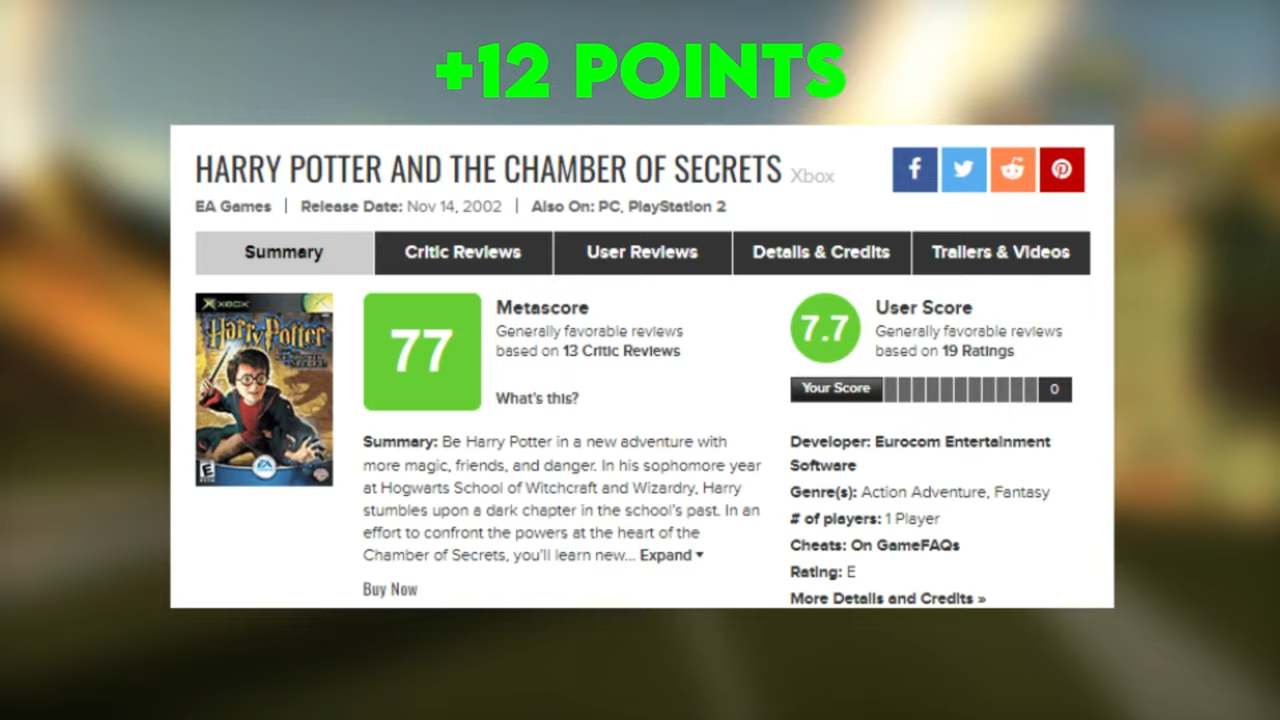 +12 POINTS
HARRY POTTER AND THE CHAMBER OF SECRETS Xbox
EA Games | Release Date: Nov 14, 2002 | Also On: PC, PlayStation 2
Summary Critic Reviews User Reviews Details & Credits Trailers & Videos
XBOX
Harry Potter
E
EA
77
Metascore
Generally favorable reviews
based on 13 Critic Reviews
What's this?
7.7
User Score
Generally favorable reviews
based on 19 Ratings
Your Score 0
Summary: Be Harry Potter in a new adventure with
more magic, friends, and danger. In his sophomore year
at Hogwarts School of Witchcraft and Wizardry, Harry
stumbles upon a dark chapter in the school's past. In an
effort to confront the powers at the heart of the
Chamber of Secrets, you'll learn new... Expand
Buy Now
Developer: Eurocom Entertainment
Software
Genre(s): Action Adventure, Fantasy
# of players: 1 Player
Cheats: On GameFAQs
Rating: E
More Details and Credits »